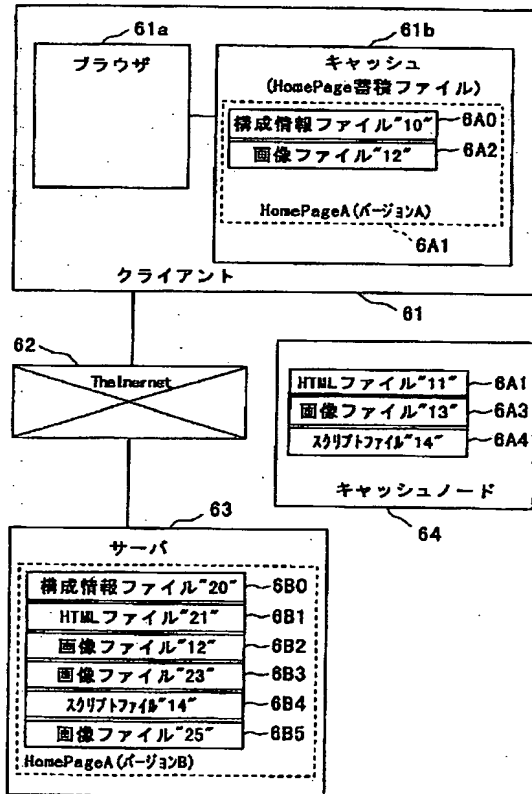 61a
61b
ブラウザ
キャッシュ
(HomePage蓄積ファイル)
構成情報ファイル"10"
6A0
画像ファイル"12"
6A2
HomePageA(バージョンA)
6A1
クライアント
61
62
TheInernet
HTMLファイル"11"
6A1
画像ファイル"13"
6A3
スクリプトファイル"14"
6A4
キャッシュノード
64
63
サーバ
構成情報ファイル"20"
6B0
HTMLファイル"21"
6B1
画像ファイル"12"
6B2
画像ファイル"23"
6B3
スクリプトファイル"14"
6B4
画像ファイル"25"
6B5
HomePageA(バージョンB)